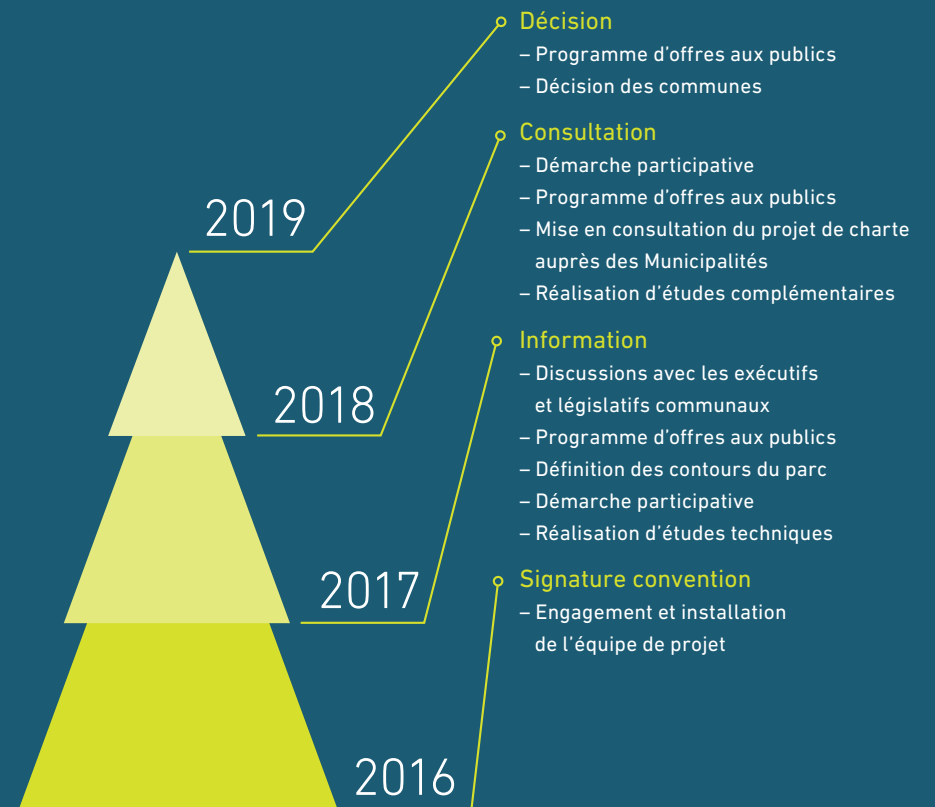 Décision
– Programme d'offres aux publics
– Décision des communes
Consultation
– Démarche participative
– Programme d'offres aux publics
– Mise en consultation du projet de charte
auprès des Municipalités
– Réalisation d'études complémentaires
2019
Information
– Discussions avec les exécutifs
et législatifs communaux
– Programme d'offres aux publics
– Définition des contours du parc
– Démarche participative
– Réalisation d'études techniques
2018
Signature convention
– Engagement et installation
de l'équipe de projet
2017
2016